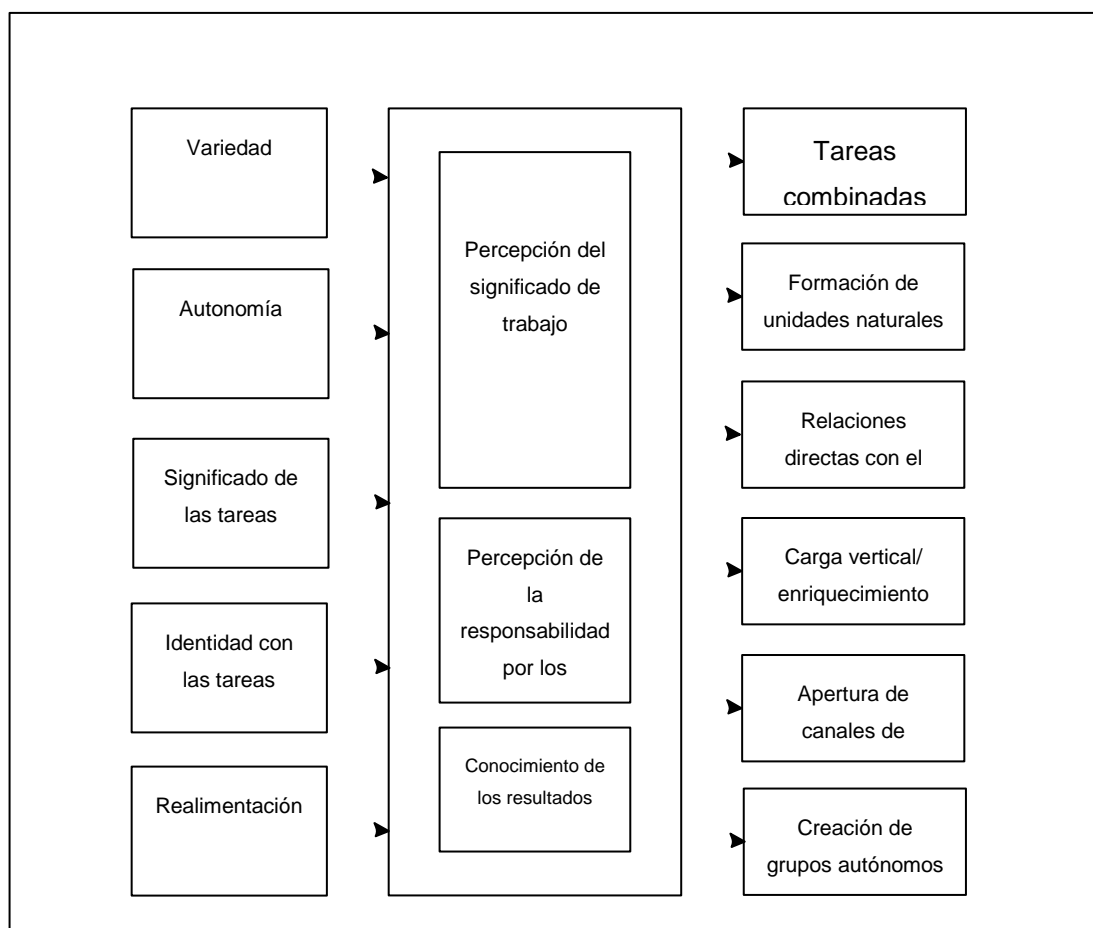 Variedad
Autonomía
Significado de
las tareas
Identidad con
las tareas
Realimentación
Percepción del
significado de
trabajo
Percepción de
la
responsabilidad
por los
Conocimiento de
los resultados
Tareas
combinadas
Formación de
unidades naturales
Relaciones
directas con el
Carga vertical/
enriquecimiento
Apertura de
canales de
Creación de
grupos autónomos